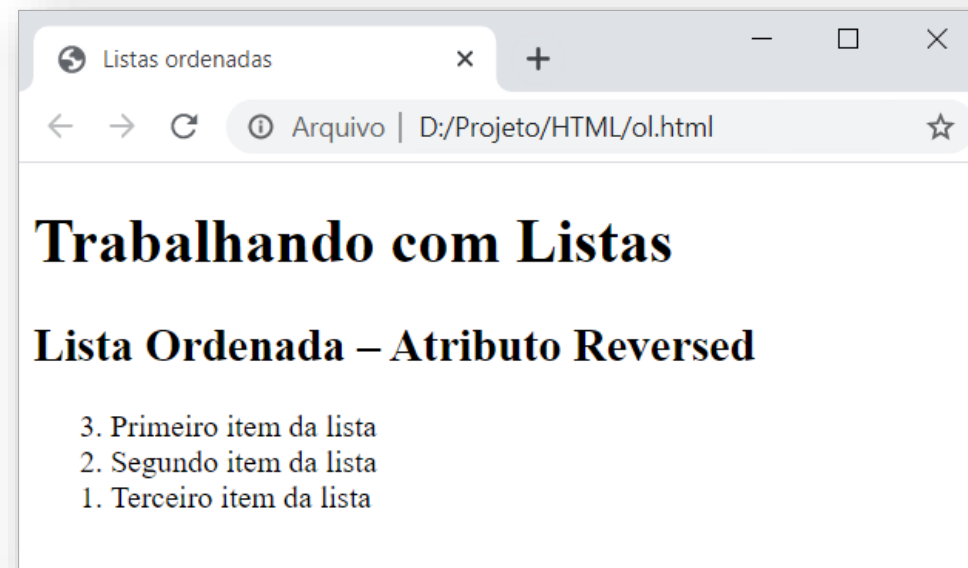 Listas ordenadas
Arquivo | D:/Projeto/HTML/ol.html
Trabalhando com Listas
Lista Ordenada – Atributo Reversed
3. Primeiro item da lista
2. Segundo item da lista
1. Terceiro item da lista